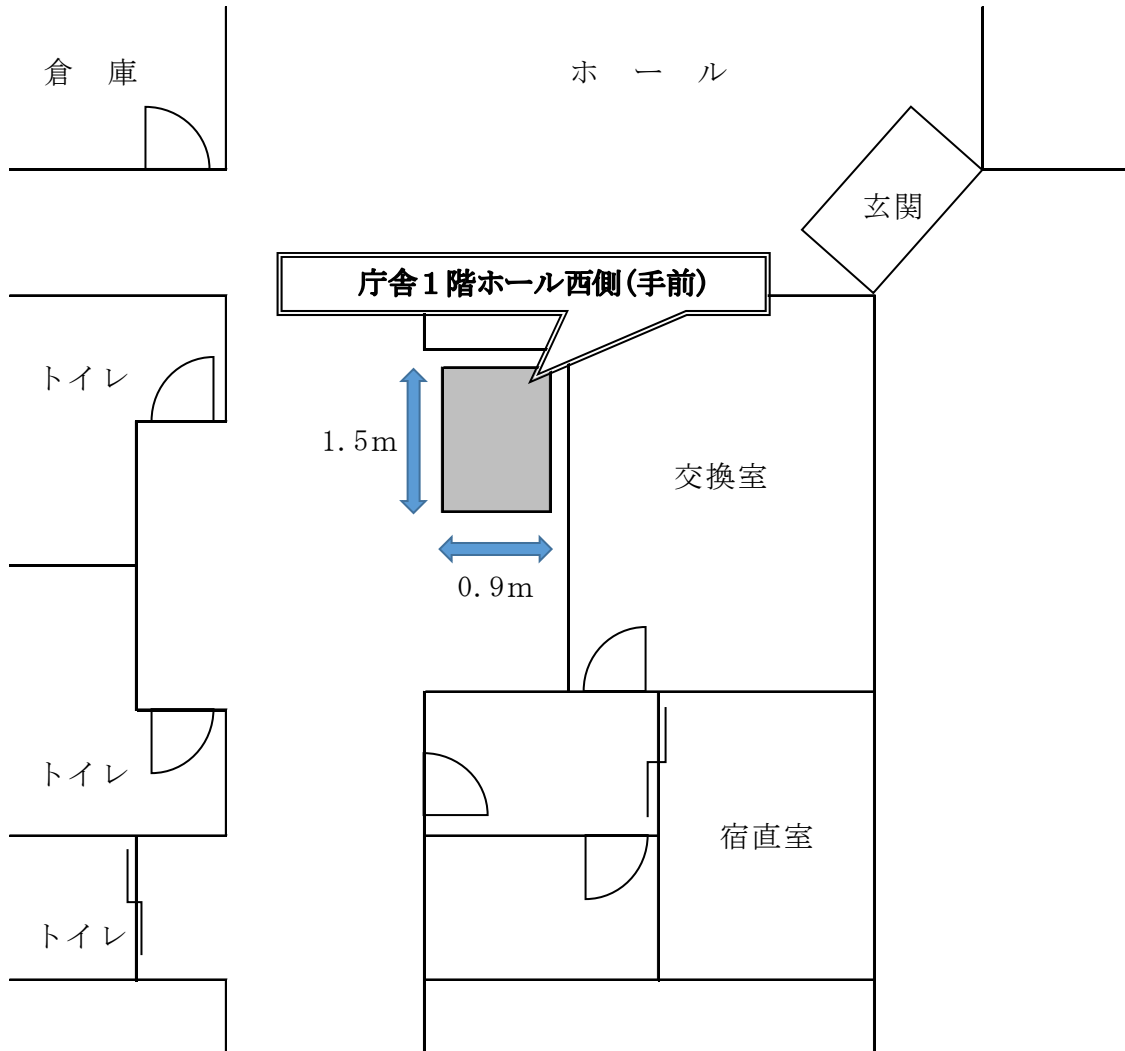 倉　庫
ホ　ー　ル
玄関
庁舎１階ホール西側(手前)
トイレ
1.5m
交換室
0.9m
トイレ
宿直室
トイレ